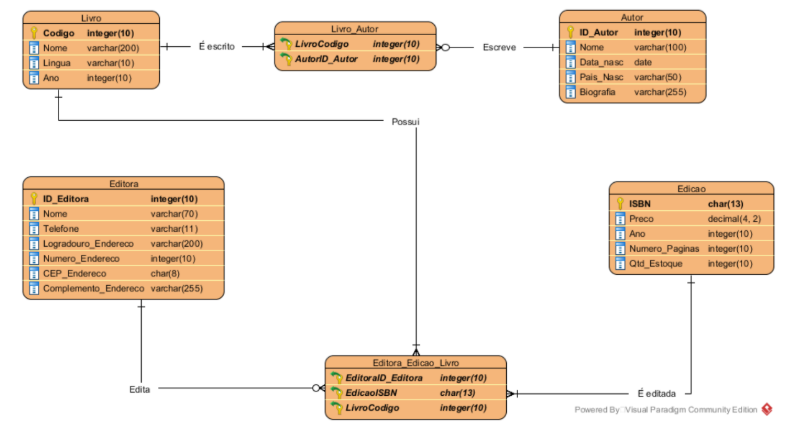 Livro
Codigo integer(10)
Nome varchar(200)
Lingua varchar(10)
Ano integer(10)
É escrito
Livro_Autor
LivroCodigo integer(10)
AutorID_Autor integer(10)
Escreve
Autor
ID_Autor integer(10)
Nome varchar(100)
Data_nasc date
Pais_Nasc varchar(50)
Biografia varchar(255)
Possui
Editora
ID_Editora integer(10)
Nome varchar(70)
Telefone varchar(11)
Logradouro_Endereco varchar(200)
Numero_Endereco integer(10)
CEP_Endereco char(8)
Complemento_Endereco varchar(255)
Edicao
ISBN char(13)
Preco decimal(4, 2)
Ano integer(10)
Numero_Paginas integer(10)
Qtd_Estoque integer(10)
Edita
Editora_Edicao_Livro
EditoraID_Editora integer(10)
EdicaoISBN char(13)
LivroCodigo integer(10)
É editada
Powered By Visual Paradigm Community Edition